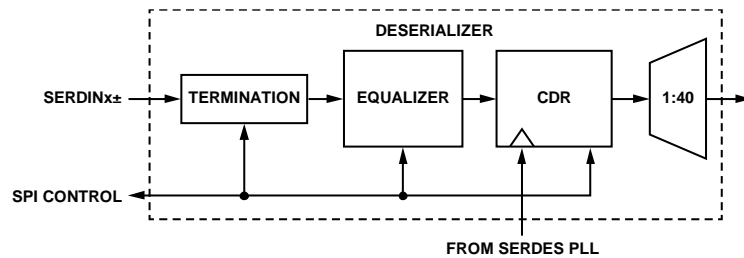 DESERIALIZER
SERDINx±
TERMINATION
EQUALIZER
CDR
1:40
SPI CONTROL
FROM SERDES PLL